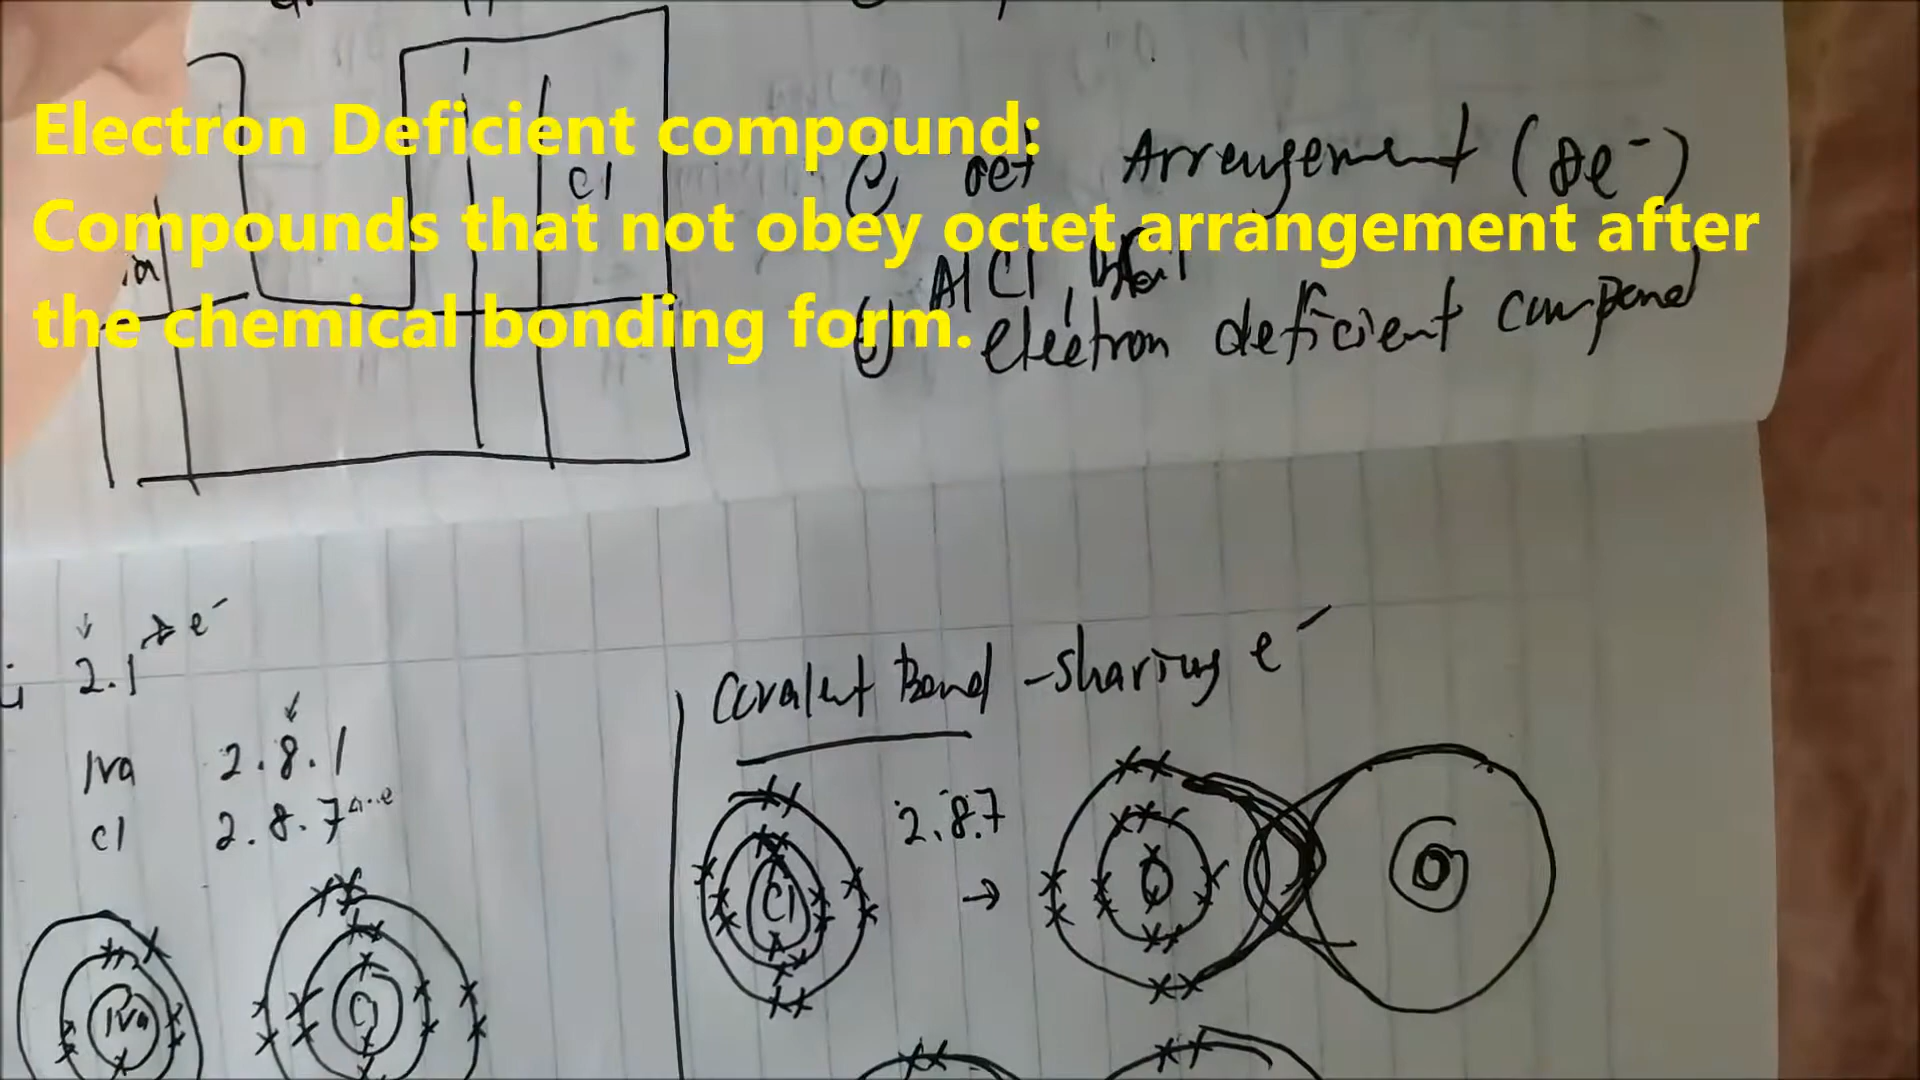 Electron Deficient compound:
Compounds that not obey octet arrangement after
the chemical bonding form.
Cl
oct Arrangement (8e⁻)
AlCl
electron deficient compound
2.1 → e⁻
Na 2.8.1
Cl 2.8.7
Covalent Bond - sharing e⁻
2.8.7
Cl
→
Na